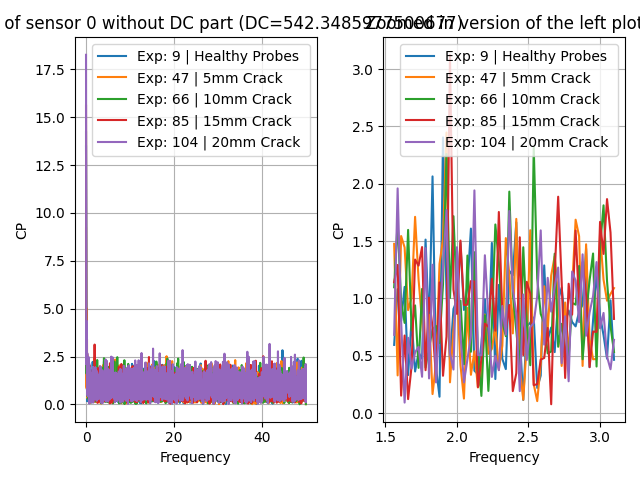 of sensor 0 without DC part (DC=542.3485977500677)
Zoomed in version of the left plot
Exp: 9 | Healthy Probes
Exp: 47 | 5mm Crack
Exp: 66 | 10mm Crack
Exp: 85 | 15mm Crack
Exp: 104 | 20mm Crack
CP
17.5
15.0
12.5
10.0
7.5
5.0
2.5
0.0
0
20
40
Frequency
Exp: 9 | Healthy Probes
Exp: 47 | 5mm Crack
Exp: 66 | 10mm Crack
Exp: 85 | 15mm Crack
Exp: 104 | 20mm Crack
CP
3.0
2.5
2.0
1.5
1.0
0.5
0.0
1.5
2.0
2.5
3.0
Frequency